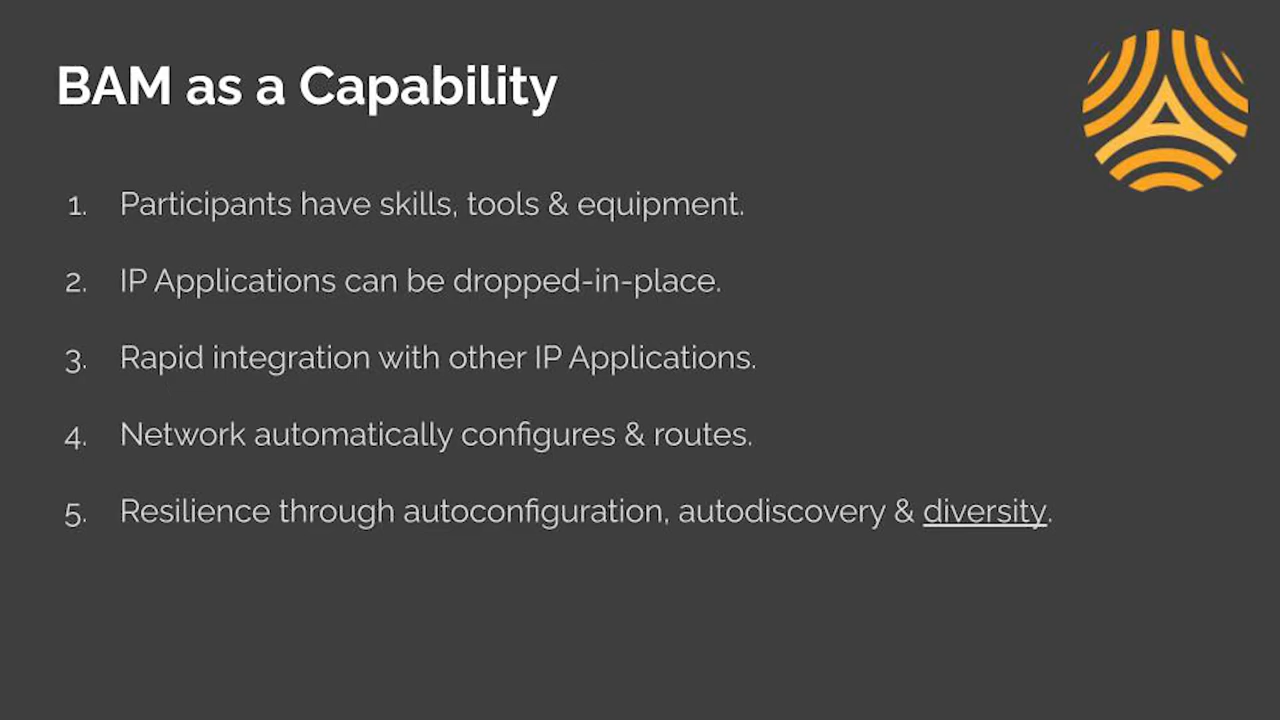 BAM as a Capability
1. Participants have skills, tools & equipment.
2. IP Applications can be dropped-in-place.
3. Rapid integration with other IP Applications.
4. Network automatically configures & routes.
5. Resilience through autoconfiguration, autodiscovery & diversity.